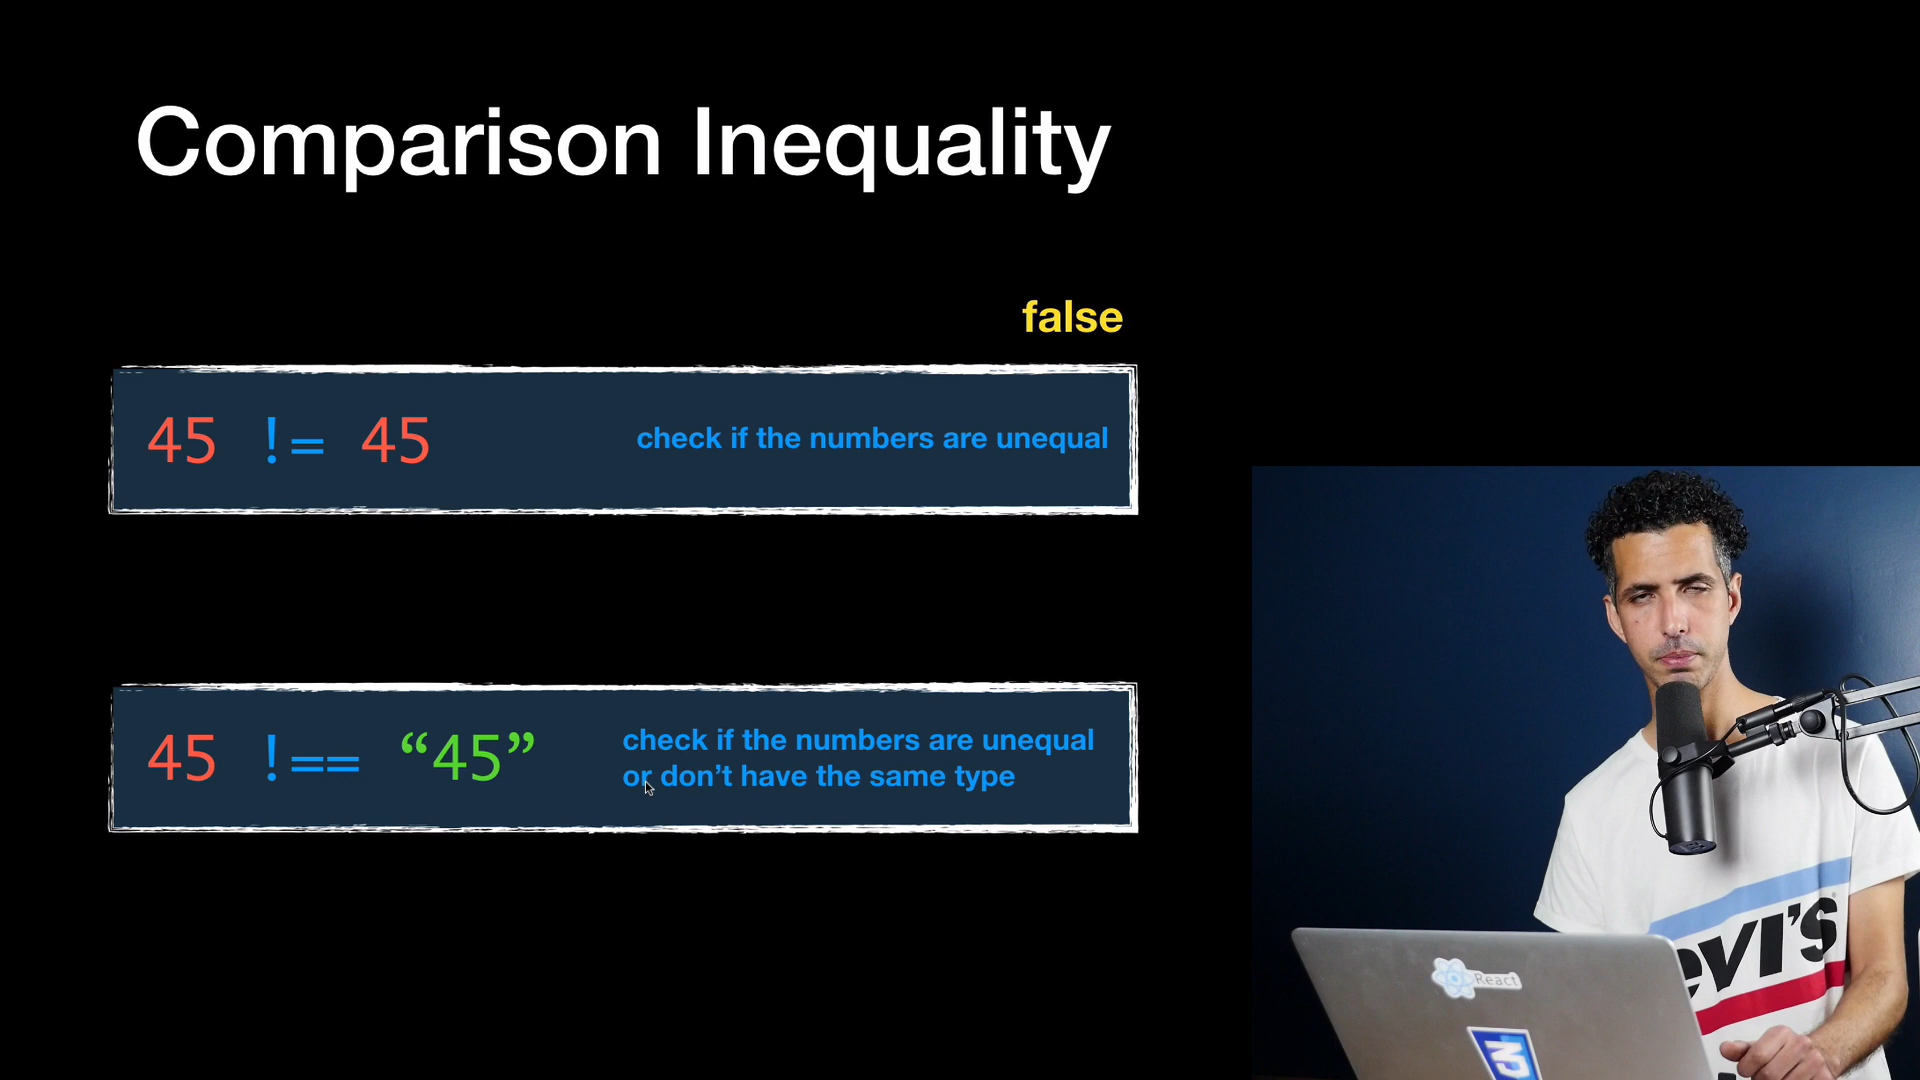 Comparison Inequality
false
45 != 45
check if the numbers are unequal
45 !== “45”
check if the numbers are unequal
or don’t have the same type
evi’s
React